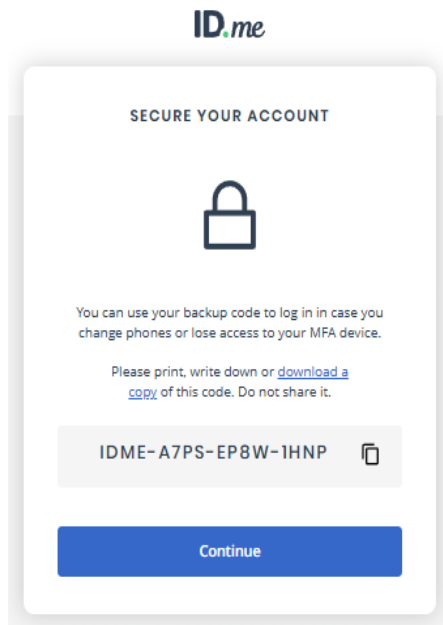 ID.me
SECURE YOUR ACCOUNT
You can use your backup code to log in in case you
change phones or lose access to your MFA device.
Please print, write down or download a
copy of this code. Do not share it.
IDME-A7PS-EP8W-1HNP
Continue